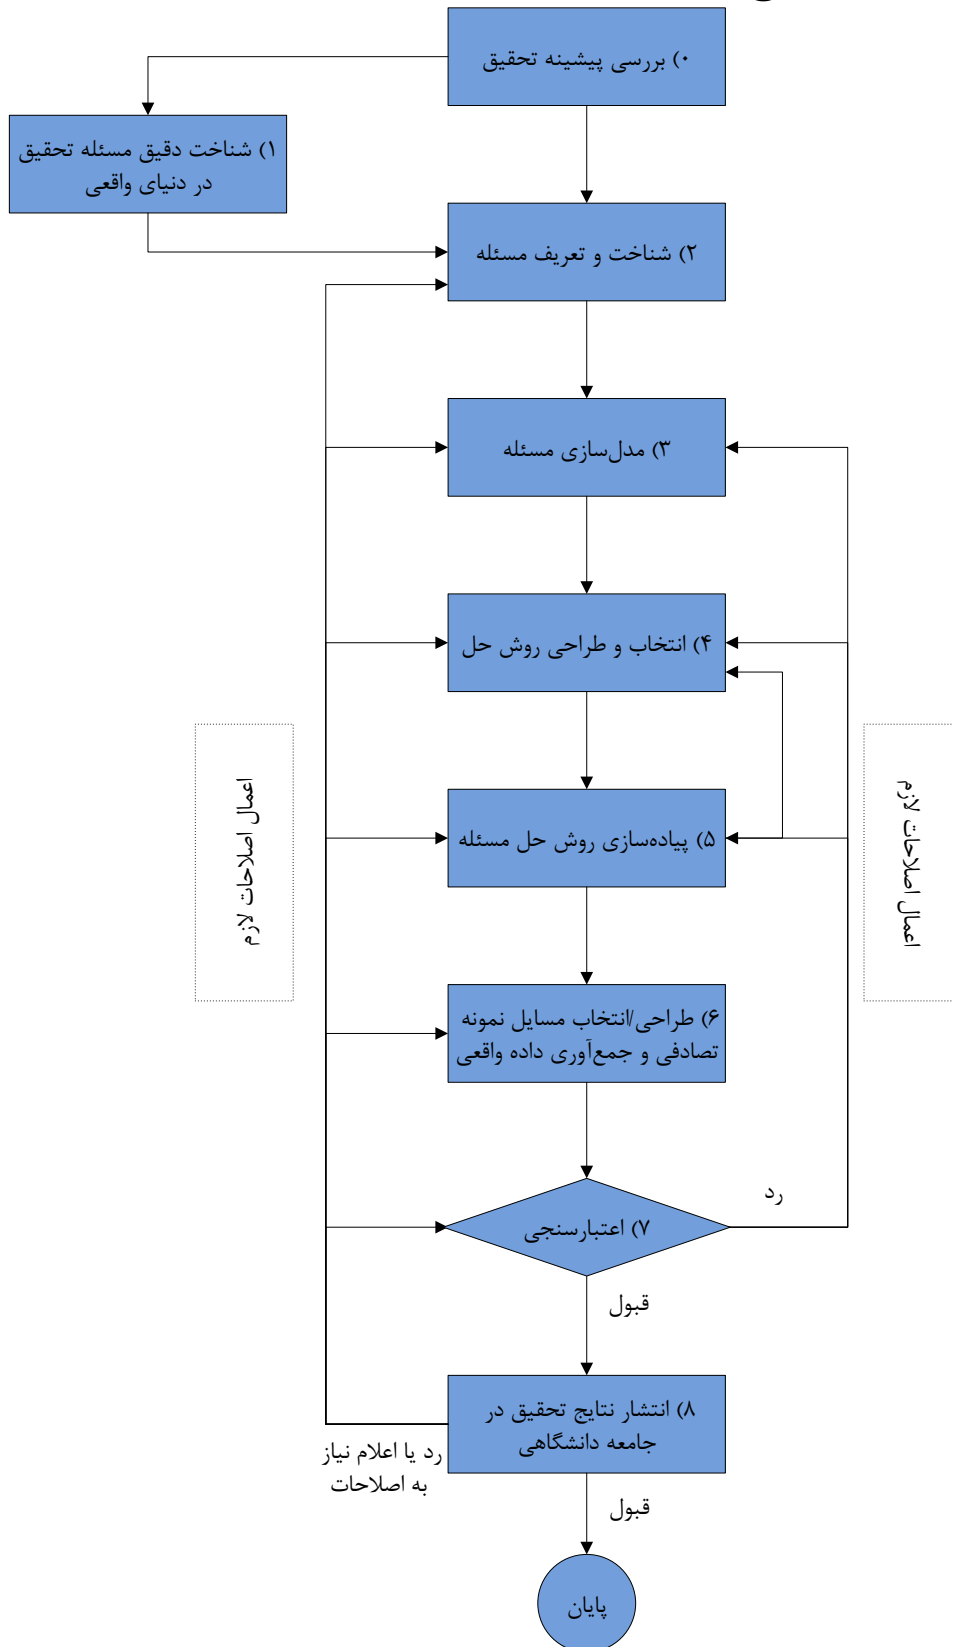 ۰) بررسی پیشینه تحقیق
۱) شناخت دقیق مسئله تحقیق
در دنیای واقعی
۲) شناخت و تعریف مسئله
۳) مدل‌سازی مسئله
۴) انتخاب و طراحی روش حل
اعمال اصلاحات لازم
اعمال اصلاحات لازم
۵) پیاده‌سازی روش حل مسئله
۶) طراحی/انتخاب مسایل نمونه
تصادفی و جمع‌آوری داده واقعی
رد
۷) اعتبارسنجی
قبول
۸) انتشار نتایج تحقیق در
جامعه دانشگاهی
رد یا اعلام نیاز
به اصلاحات
قبول
پایان